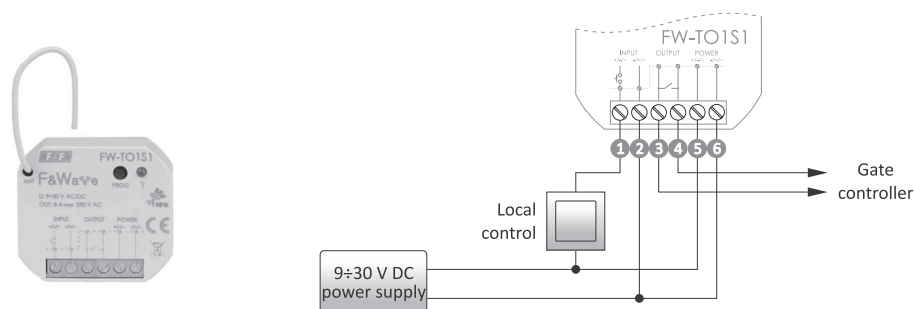 F&F FW-TO1S1
ANT F&Wave PROG
U: 9÷30 V AC/DC
OUT: 8 A max. 250 V AC
MHz
INPUT OUTPUT POWER
+/-/~ -/+/~ +/-/~ -/+/~
CE
FW-TO1S1
INPUT OUTPUT POWER
+/-/~ -/+/~ +/-/~ -/+/~
1 2 3 4 5 6
Gate
controller
Local
control
9÷30 V DC
power supply